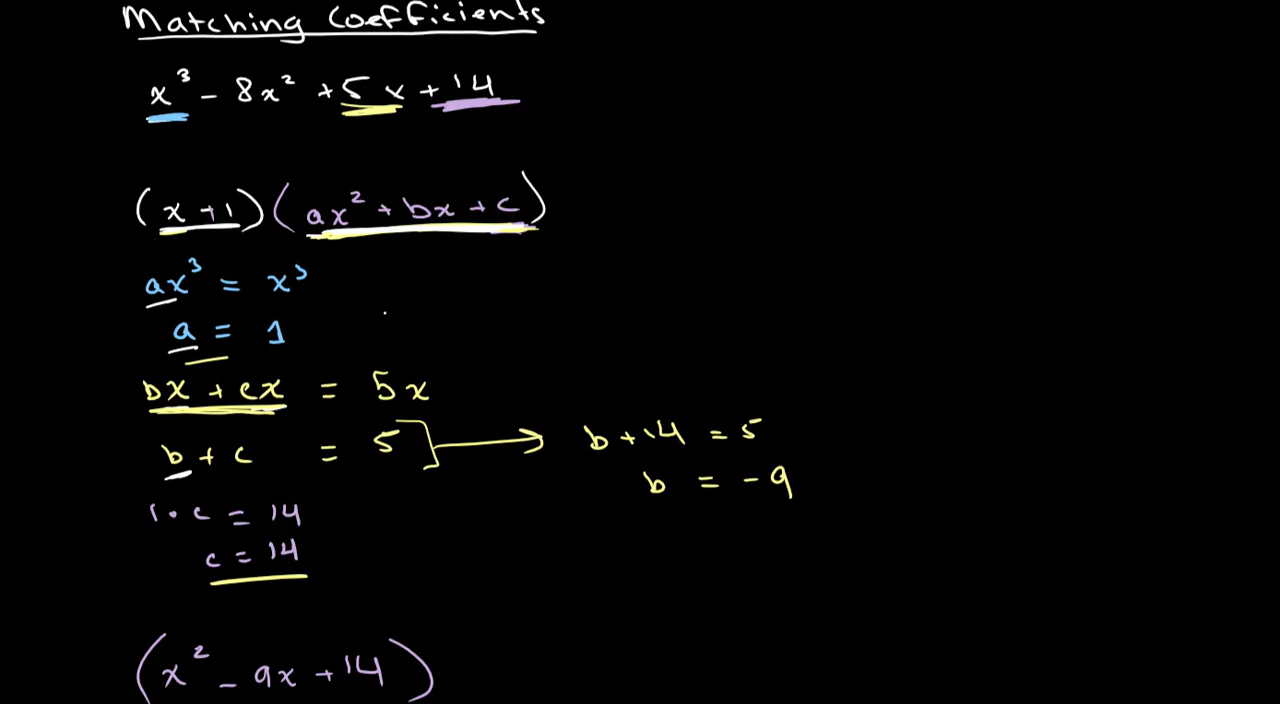 Matching Coefficients
x³ - 8x² + 5x + 14
(x + 1)(ax² + bx + c)
ax³ = x³
a = 1
bx + cx = 5x
b + c = 5
b + 14 = 5
b = -9
1 • c = 14
c = 14
(x² - 9x + 14)